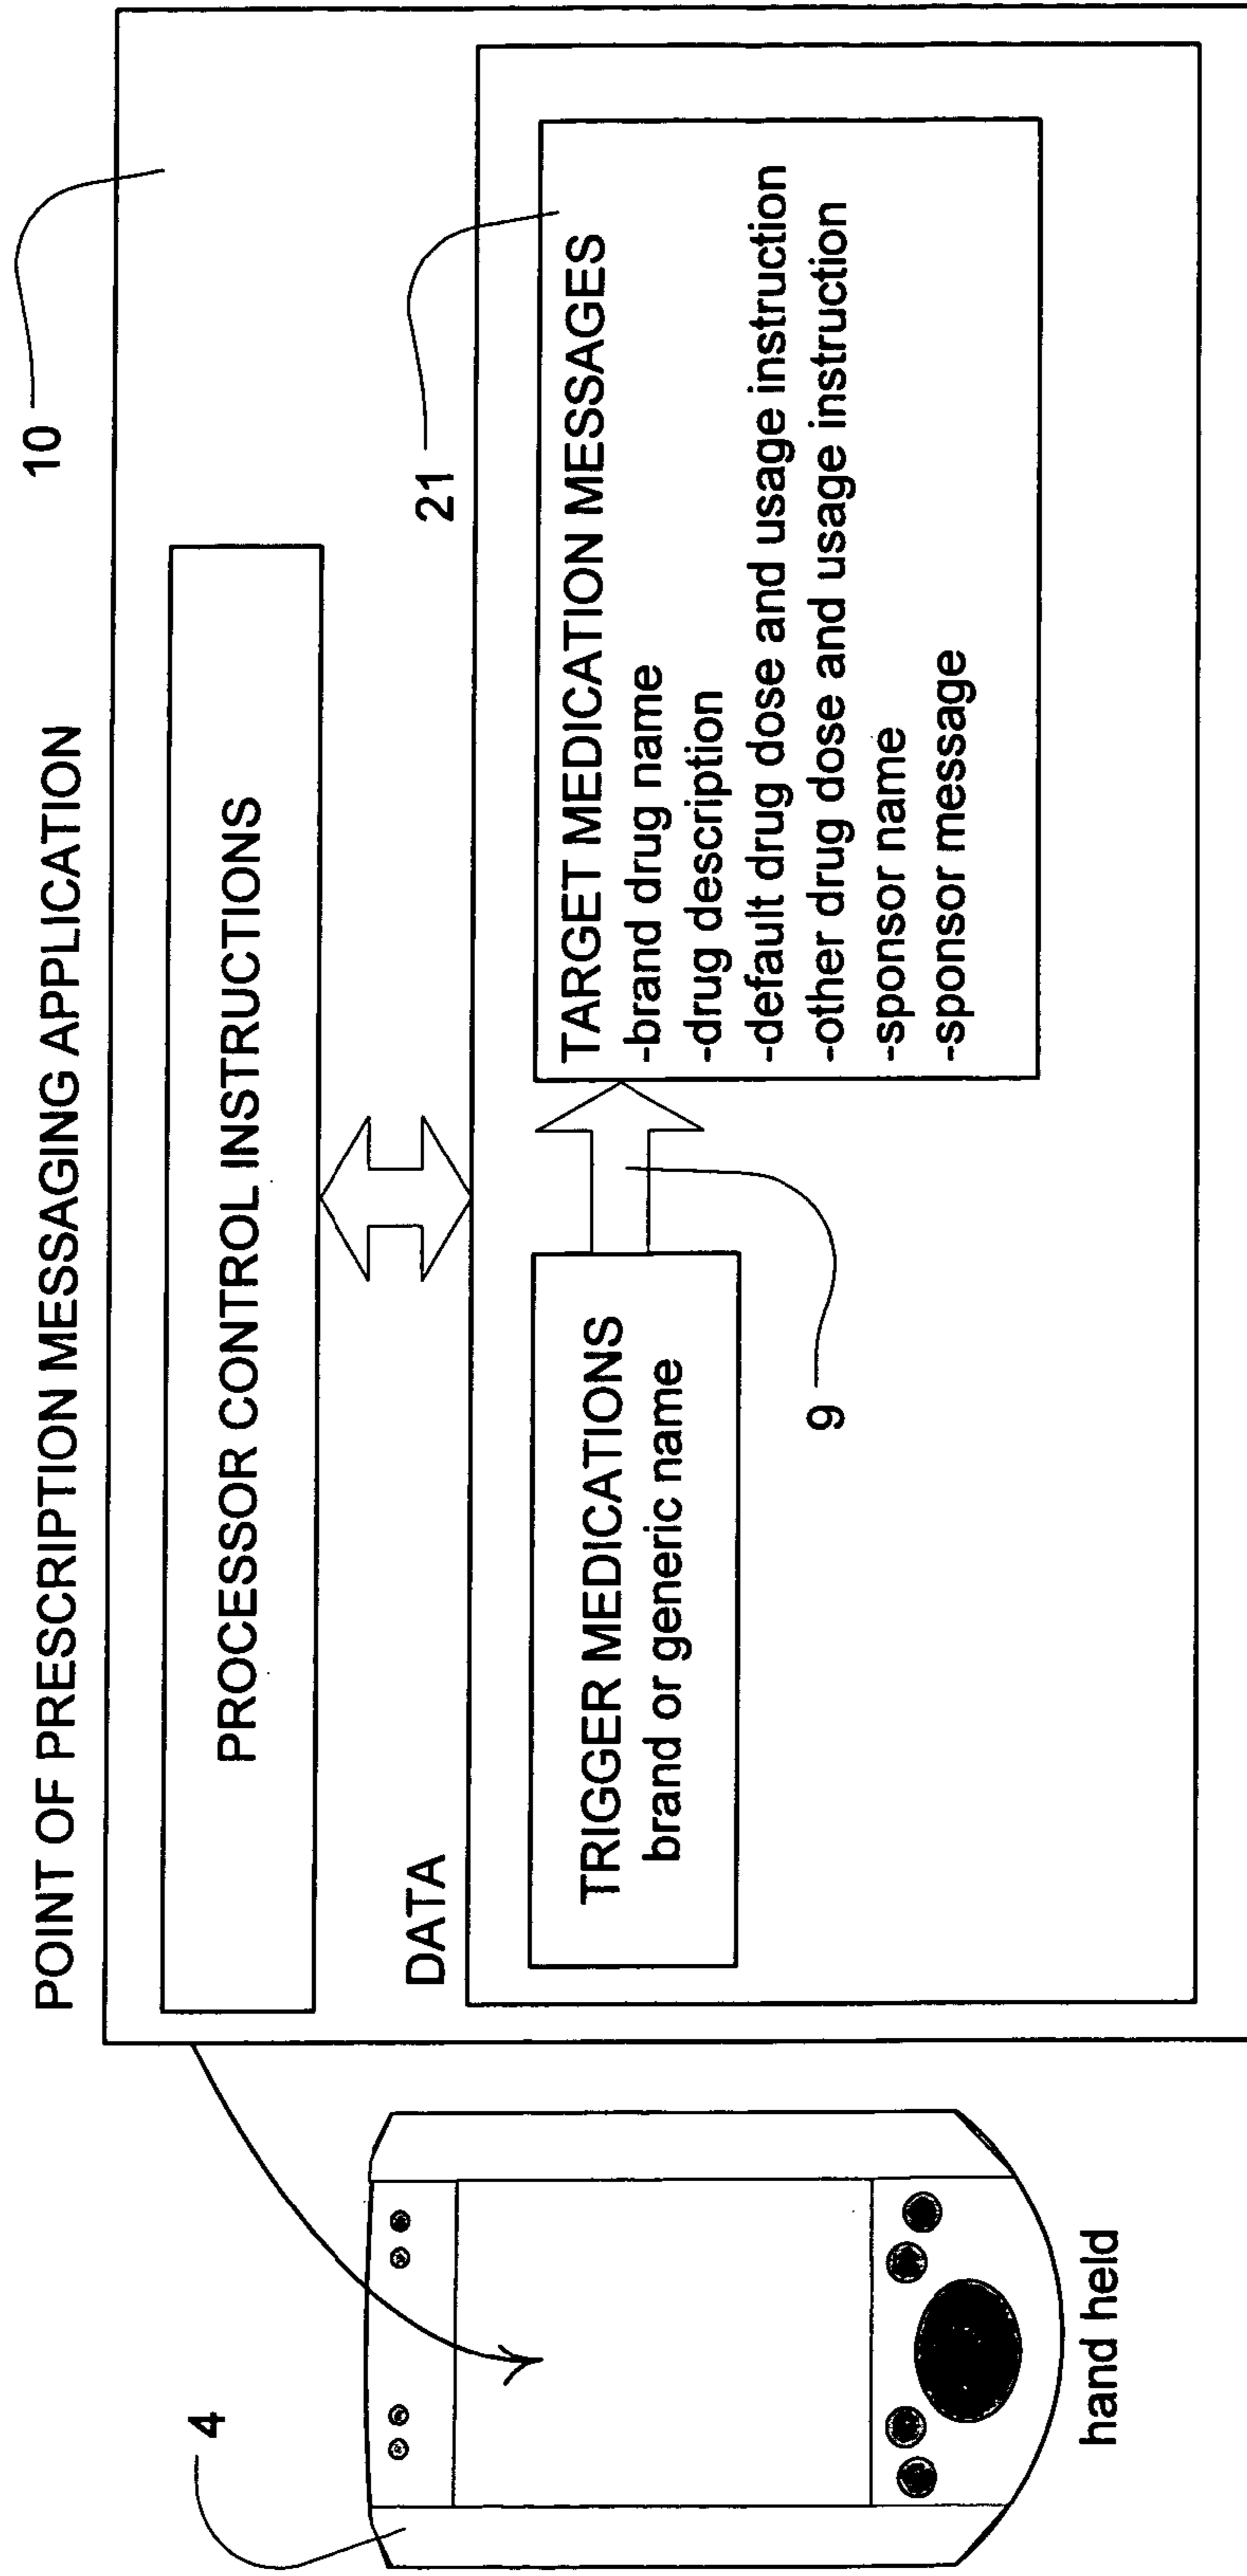 10
POINT OF PRESCRIPTION MESSAGING APPLICATION
PROCESSOR CONTROL INSTRUCTIONS
4
DATA
21
TRIGGER MEDICATIONS
brand or generic name
9
TARGET MEDICATION MESSAGES
-brand drug name
-drug description
-default drug dose and usage instruction
-other drug dose and usage instruction
-sponsor name
-sponsor message
hand held